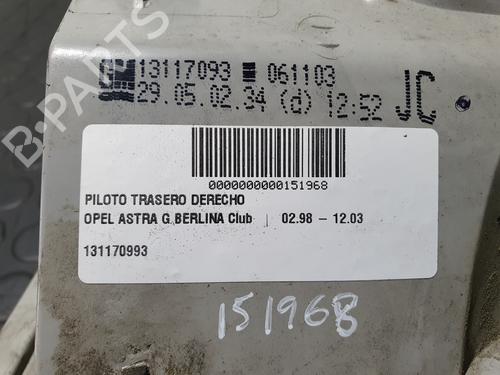 GM 13117093 061103
29.05.02.34 (d) 12:52 JC
0000000000151968
PILOTO TRASERO DERECHO
OPEL ASTRA G BERLINA Club | 02.98 – 12.03
131170993
151968
B-PARTS